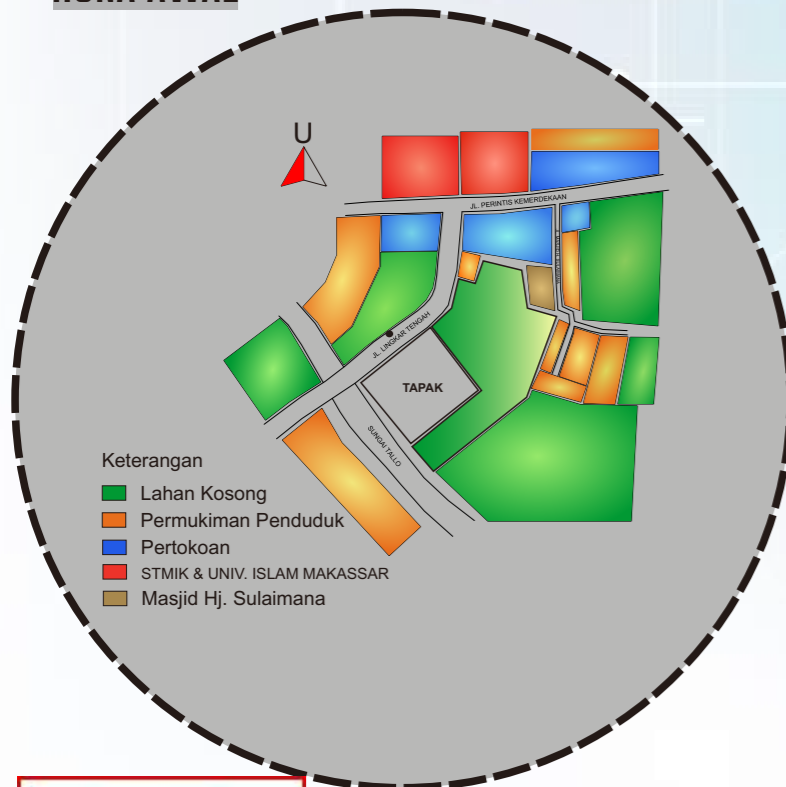 U
JL. PERINTIS KEMERDEKAAN
JL. LINGKAR TENGAH
TAPAK
SUNGAI TALLO
Keterangan
Lahan Kosong
Permukiman Penduduk
Pertokoan
STMIK & UNIV. ISLAM MAKASSAR
Masjid Hj. Sulaimana